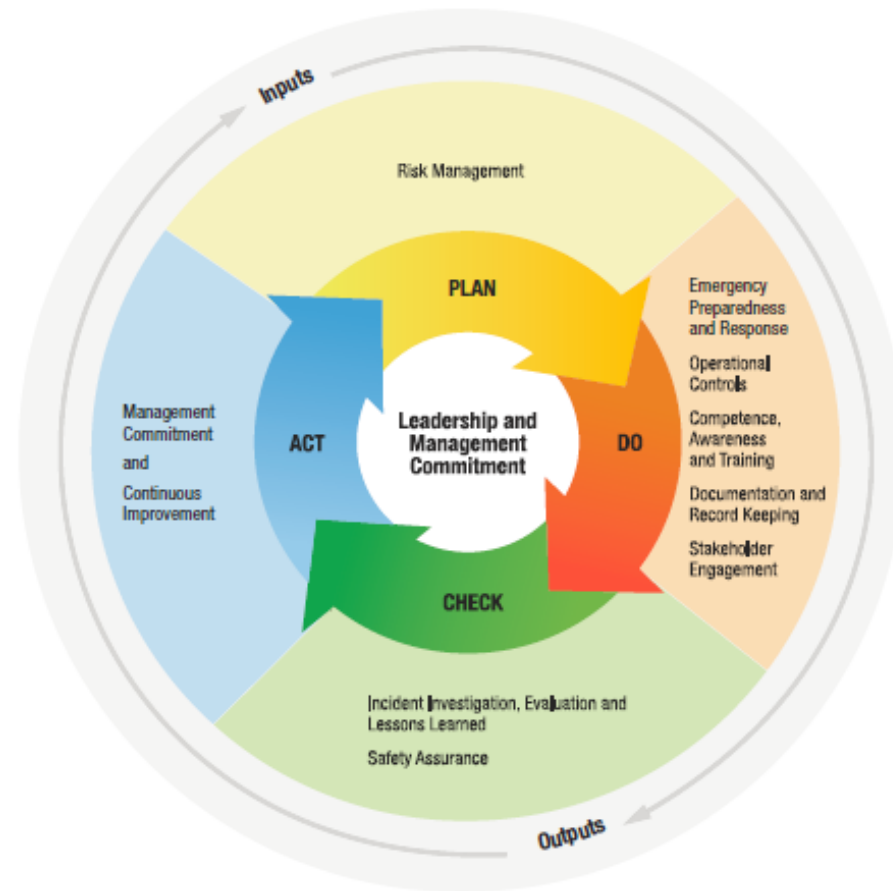 Inputs
Risk Management
PLAN
Emergency
Preparedness
and Response
Operational
Controls
Competence,
Awareness
and Training
Documentation and
Record Keeping
Stakeholder
Engagement
DO
Leadership and
Management
Commitment
ACT
Management
Commitment
and
Continuous
Improvement
CHECK
Incident Investigation, Evaluation and
Lessons Learned
Safety Assurance
Outputs